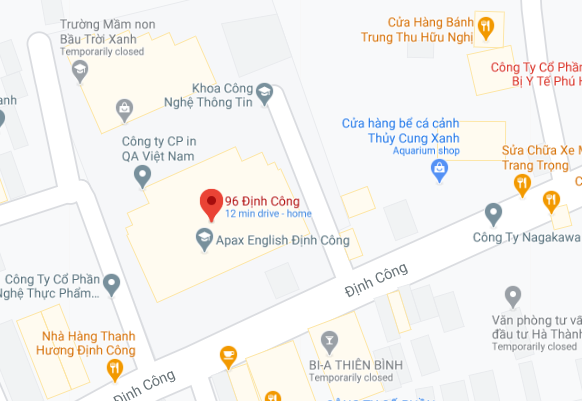 Trường Mầm non
Bầu Trời Xanh
Temporarily closed
Cửa Hàng Bánh
Trung Thu Hữu Nghị
Công Ty Cổ Phần
Bị Y Tế Phú
Khoa Công
Nghệ Thông Tin
anh
Cửa hàng bể cá cảnh
Thủy Cung Xanh
Aquarium shop
Công ty CP in
QA Việt Nam
Sửa Chữa Xe
Trang Trọng
96 Định Công
12 min drive - home
Apax English Định Công
Công Ty Nagakawa
Định Công
Công Ty Cổ Phần
Nghệ Thực Phẩm...
Văn phòng tư vấ
đầu tư Hà Thành
Temporarily closed
Nhà Hàng Thanh
Hương Định Công
BI-A THIÊN BÌNH
Temporarily closed
Định Công